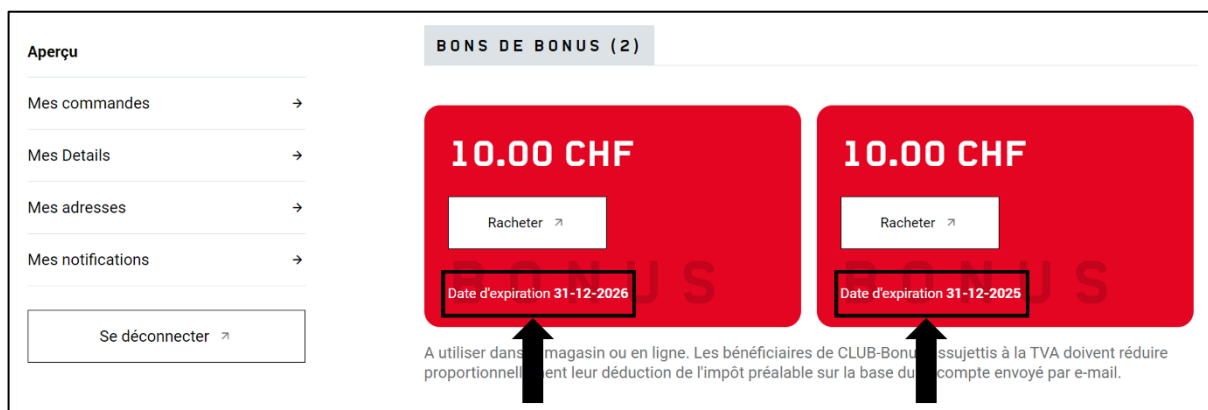 Aperçu
Mes commandes
Mes Details
Mes adresses
Mes notifications
Se déconnecter
BONS DE BONUS (2)
10.00 CHF
Racheter
BONUS
Date d'expiration 31-12-2026
10.00 CHF
Racheter
BONUS
Date d'expiration 31-12-2025
A utiliser dans magasin ou en ligne. Les bénéficiaires de CLUB-Bonus assujettis à la TVA doivent réduire
proportionnellement leur déduction de l'impôt préalable sur la base du compte envoyé par e-mail.